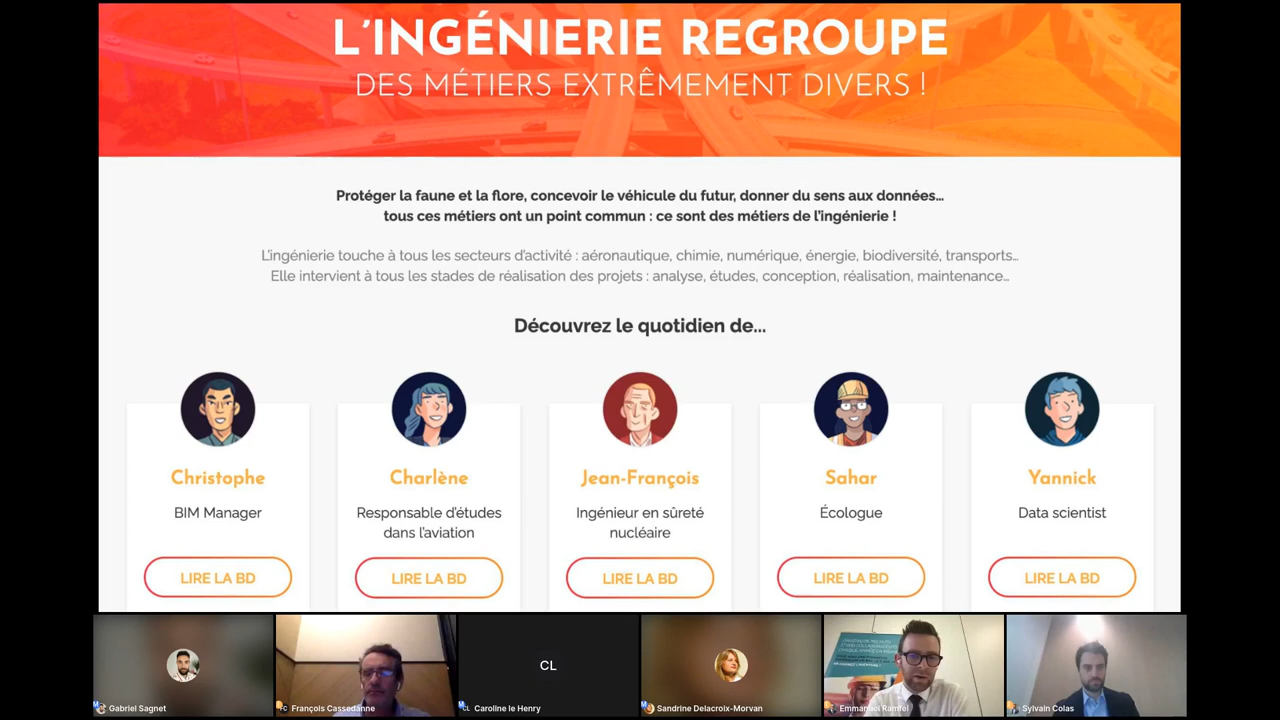 L'INGÉNIERIE REGROUPE
DES MÉTIERS EXTRÊMEMENT DIVERS !
Protéger la faune et la flore, concevoir le véhicule du futur, donner du sens aux données…
tous ces métiers ont un point commun : ce sont des métiers de l'ingénierie !
L'ingénierie touche à tous les secteurs d'activité : aéronautique, chimie, numérique, énergie, biodiversité, transports…
Elle intervient à tous les stades de réalisation des projets : analyse, études, conception, réalisation, maintenance…
Découvrez le quotidien de...
Christophe
BIM Manager
LIRE LA BD
Charlène
Responsable d'études
dans l'aviation
LIRE LA BD
Jean-François
Ingénieur en sûreté
nucléaire
LIRE LA BD
Sahar
Écologue
LIRE LA BD
Yannick
Data scientist
LIRE LA BD
Gabriel Sagnet
François Cassedanne
CL
Caroline le Henry
Sandrine Delacroix-Morvan
Emmanuel Ramfel
Sylvain Colas